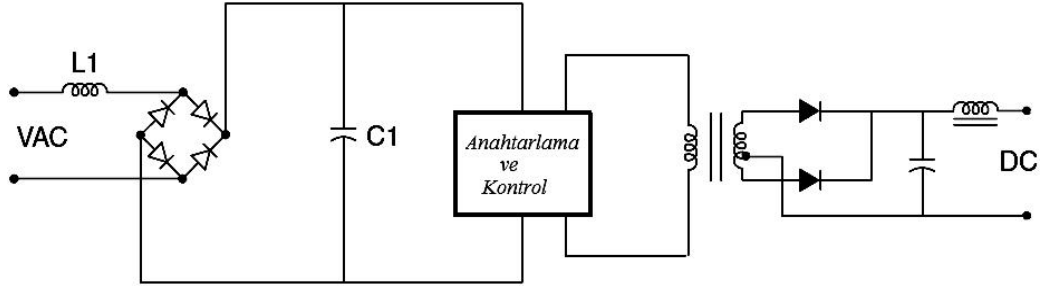 L1
VAC
C1
Anahtarlama
ve
Kontrol
DC